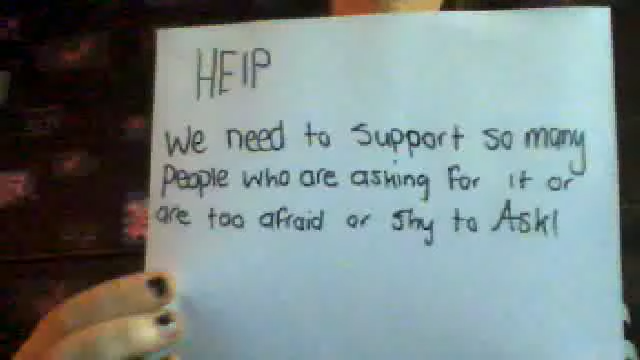 HElP
We need to support so many
people who are asking for it or
are too afraid or shy to Ask!